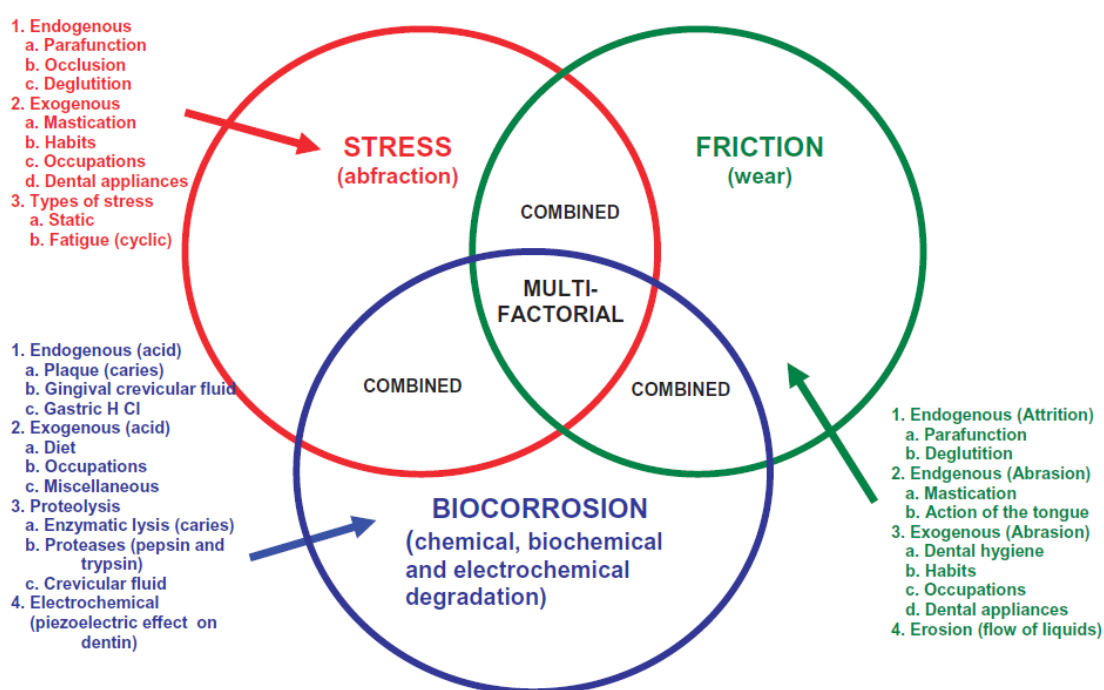 1. Endogenous
a. Parafunction
b. Occlusion
c. Deglutition
2. Exogenous
a. Mastication
b. Habits
c. Occupations
d. Dental appliances
3. Types of stress
a. Static
b. Fatigue (cyclic)
STRESS
(abfraction)
FRICTION
(wear)
COMBINED
MULTI-
FACTORIAL
COMBINED
COMBINED
1. Endogenous (acid)
a. Plaque (caries)
b. Gingival crevicular fluid
c. Gastric H Cl
2. Exogenous (acid)
a. Diet
b. Occupations
c. Miscellaneous
3. Proteolysis
a. Enzymatic lysis (caries)
b. Proteases (pepsin and
trypsin)
c. Crevicular fluid
4. Electrochemical
(piezoelectric effect on
dentin)
BIOCORROSION
(chemical, biochemical
and electrochemical
degradation)
1. Endogenous (Attrition)
a. Parafunction
b. Deglutition
2. Endgenous (Abrasion)
a. Mastication
b. Action of the tongue
3. Exogenous (Abrasion)
a. Dental hygiene
b. Habits
c. Occupations
d. Dental appliances
4. Erosion (flow of liquids)